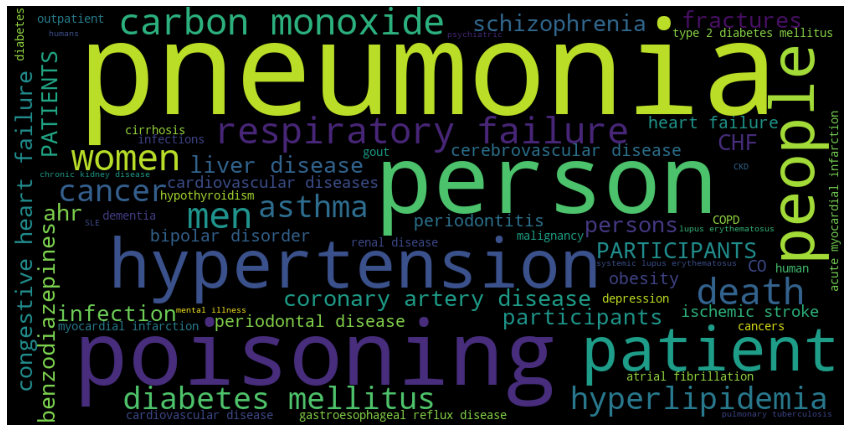 outpatient
carbon monoxide
schizophrenia
fractures
humans
psychiatric
type 2 diabetes mellitus
diabetes
pneumonia
people
PATIENTS
congestive heart failure
cirrhosis
infections
respiratory failure
heart failure
CHF
women
gout
cerebrovascular disease
liver disease
person
CKD
chronic kidney disease
cancer
cardiovascular diseases
hypothyroidism
asthma
men
ahr
dementia
SLE
periodontitis
persons
COPD
lupus erythematosus
acute myocardial infarction
bipolar disorder
renal disease
malignancy
PARTICIPANTS
benzodiazepines
hypertension
systemic lupus erythematosus
CO
human
obesity
death
coronary artery disease
depression
infection
mental illness
participants
ischemic stroke
myocardial infarction
periodontal disease
cancers
poisoning
patient
atrial fibrillation
diabetes mellitus
hyperlipidemia
cardiovascular disease
gastroesophageal reflux disease
pulmonary tuberculosis